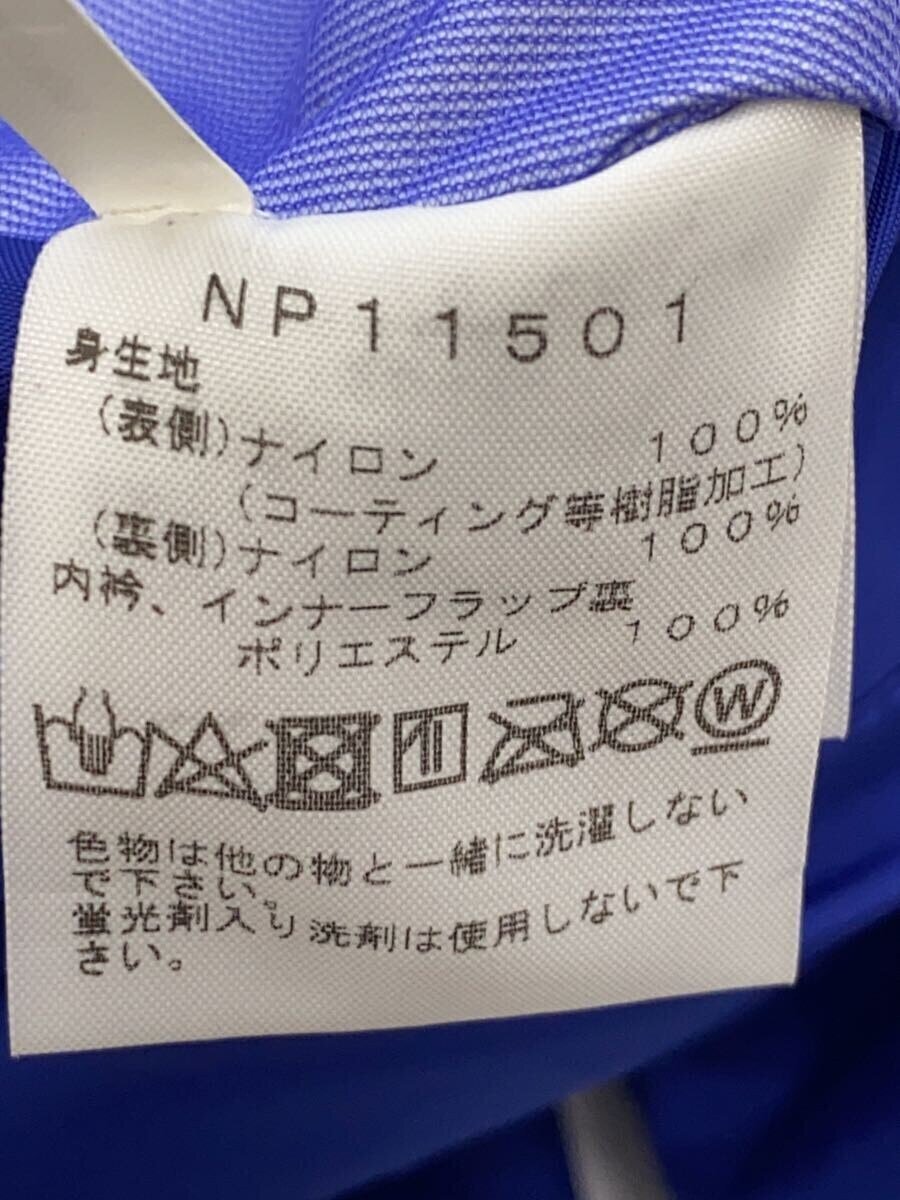 NP11501
身生地
(表側)ナイロン 100%
(コーティング等樹脂加工)
(裏側)ナイロン 100%
内衿、インナーフラップ裏
ポリエステル 100%
W
色物は他の物と一緒に洗濯しない
で下さい。
蛍光剤入り洗剤は使用しないで下
さい。